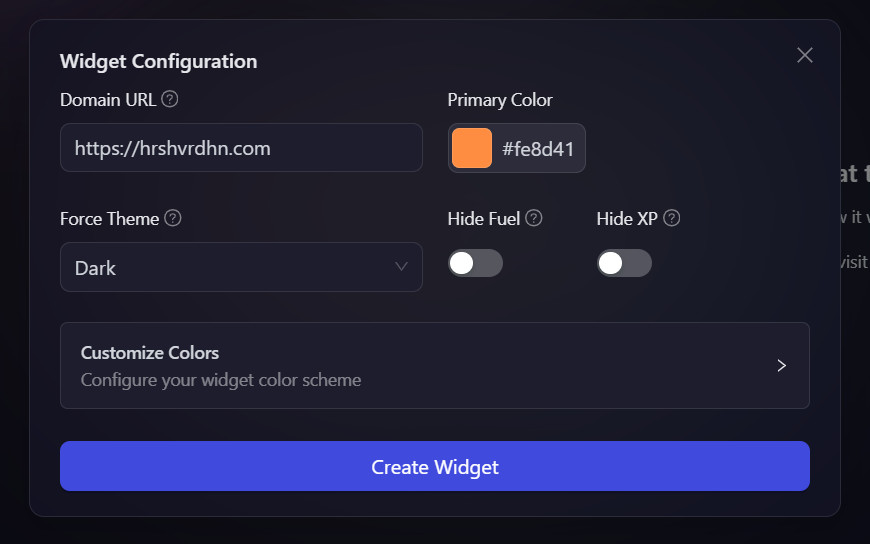 Widget Configuration
Domain URL
Primary Color
https://hrshvrdhn.com
#fe8d41
Force Theme
Hide Fuel
Hide XP
Dark
Customize Colors
Configure your widget color scheme
Create Widget
at t
visit